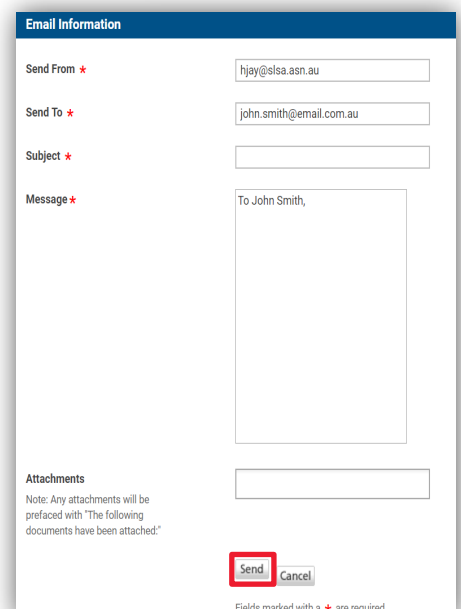 Email Information
Send From * hjay@slsa.asn.au
Send To * john.smith@email.com.au
Subject *
Message *
To John Smith,
Attachments
Note: Any attachments will be
prefaced with "The following
documents have been attached:"
Send Cancel
Fields marked with a * are required